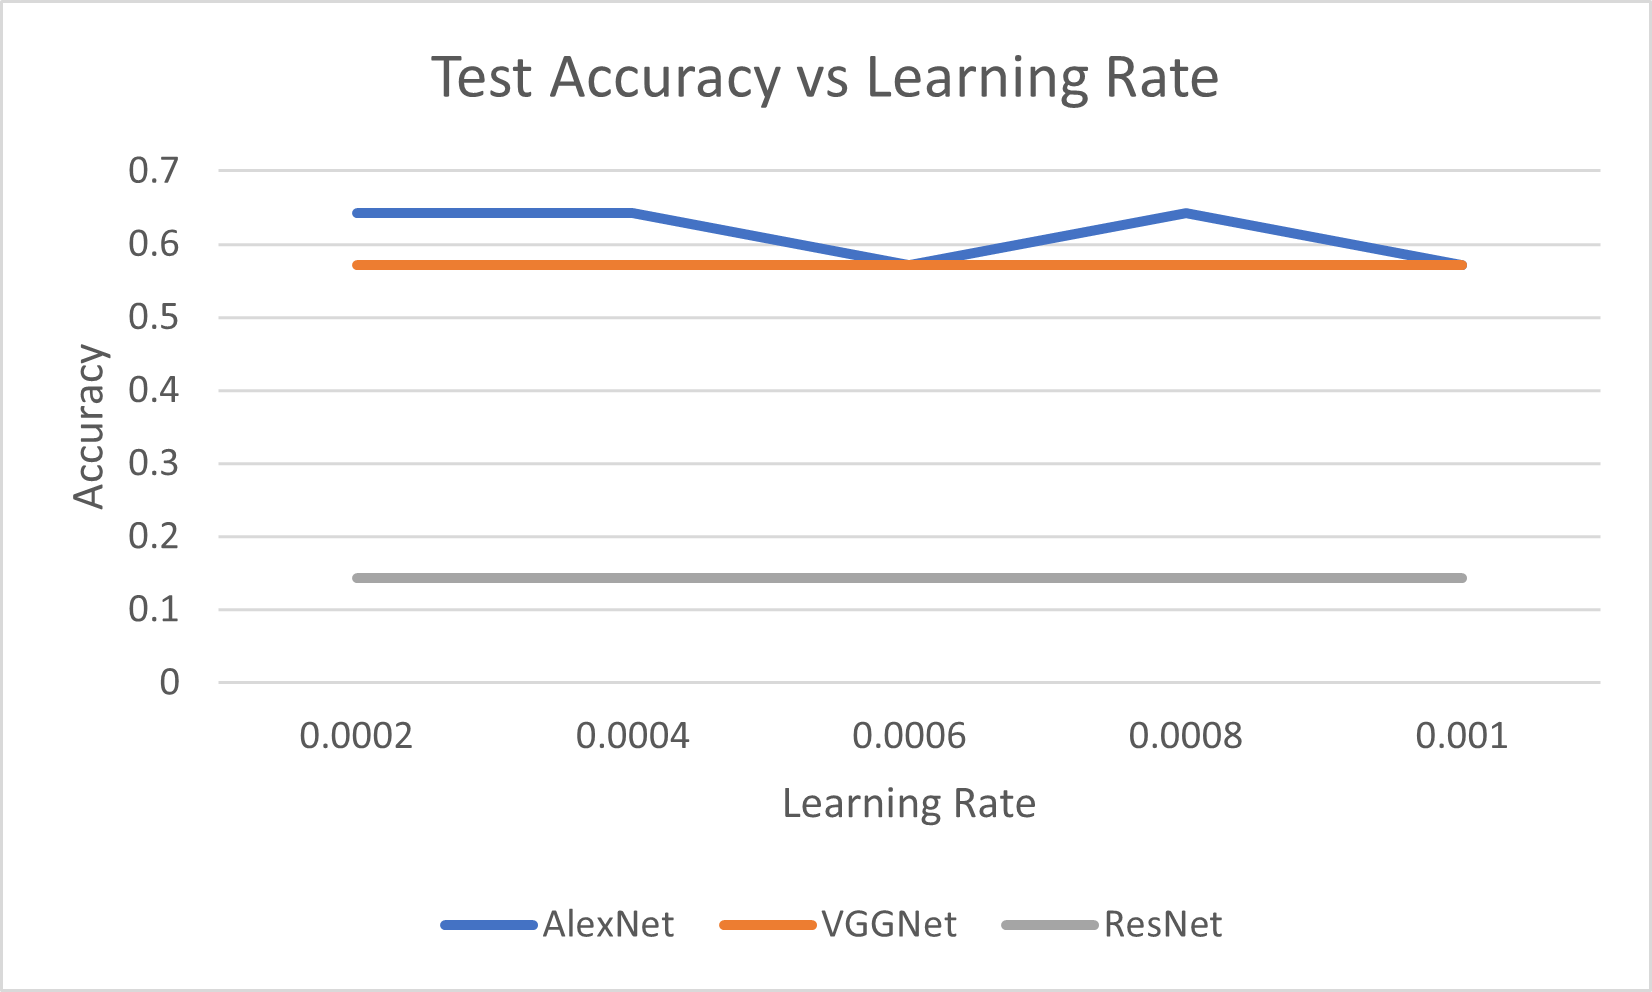 Test Accuracy vs Learning Rate
0.7
0.6
0.5
0.4
0.3
0.2
0.1
0
Accuracy
0.0002 0.0004 0.0006 0.0008 0.001
Learning Rate
AlexNet VGGNet ResNet